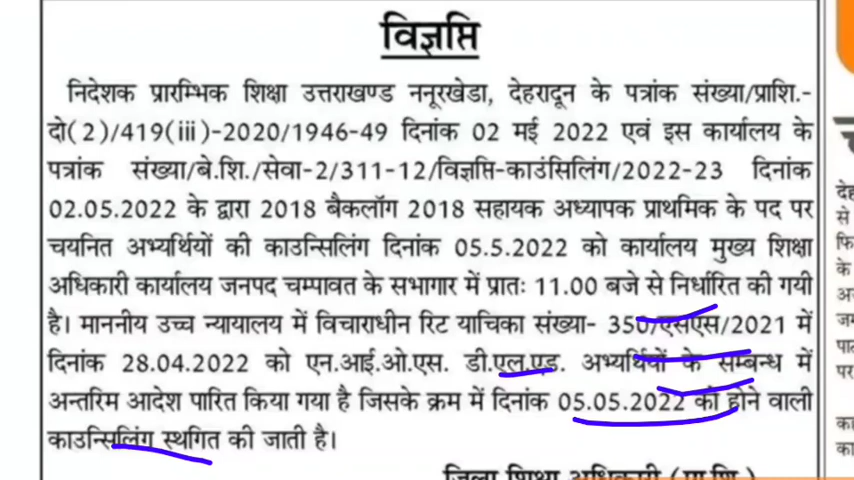 विज्ञप्ति
निदेशक प्रारम्भिक शिक्षा उत्तराखण्ड ननूरखेडा, देहरादून के पत्रांक संख्या/प्राशि.-
दो(2)/419(iii)-2020/1946-49 दिनांक 02 मई 2022 एवं इस कार्यालय के
पत्रांक संख्या/बे.शि./सेवा-2/311-12/विज्ञप्ति-काउंसिलिंग/2022-23 दिनांक
02.05.2022 के द्वारा 2018 बैकलॉग 2018 सहायक अध्यापक प्राथमिक के पद पर
चयनित अभ्यर्थियों की काउन्सिलिंग दिनांक 05.5.2022 को कार्यालय मुख्य शिक्षा
अधिकारी कार्यालय जनपद चम्पावत के सभागार में प्रातः 11.00 बजे से निर्धारित की गयी
है। माननीय उच्च न्यायालय में विचाराधीन रिट याचिका संख्या- 350/एसएस/2021 में
दिनांक 28.04.2022 को एन.आई.ओ.एस. डी.एल.एड. अभ्यर्थियों के सम्बन्ध में
अन्तरिम आदेश पारित किया गया है जिसके क्रम में दिनांक 05.05.2022 को होने वाली
काउन्सिलिंग स्थगित की जाती है।
जिला शिक्षा अधिकारी (प्रा.शि.)